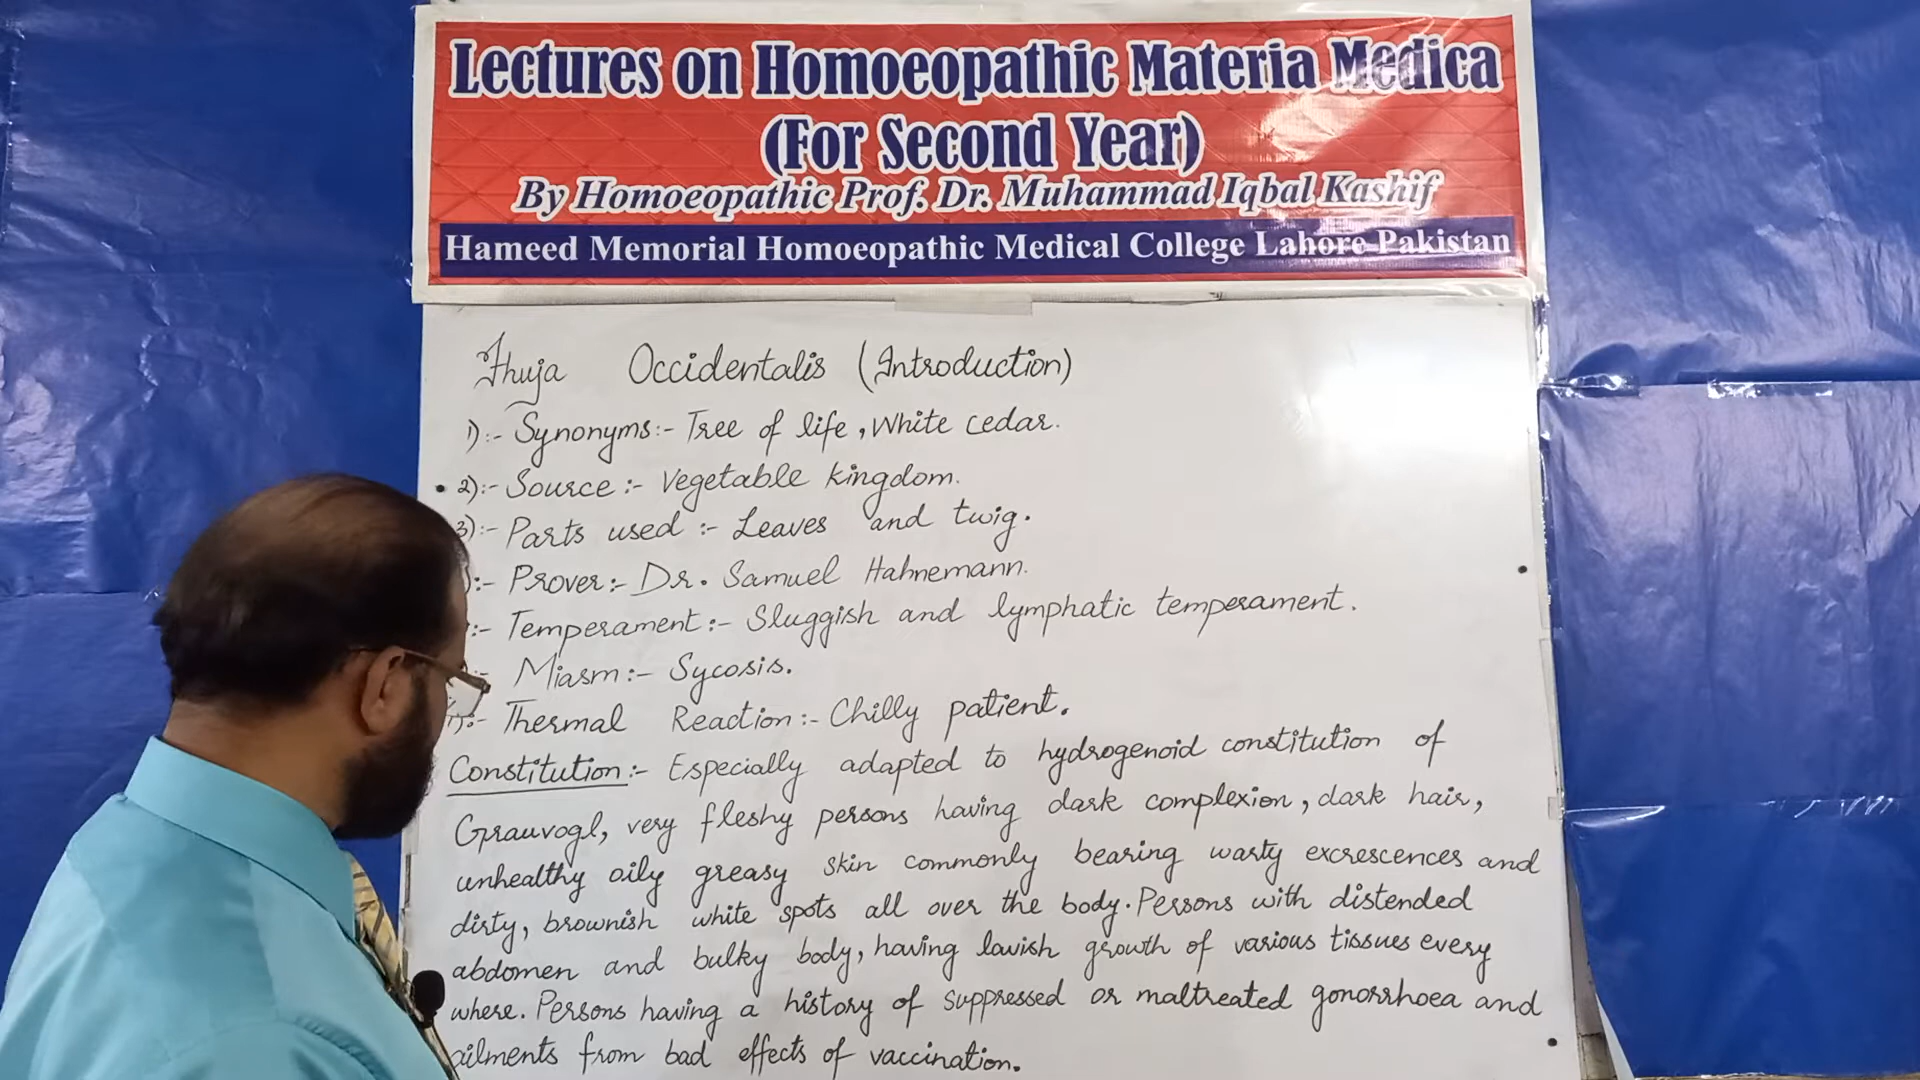 Lectures on Homoeopathic Materia Medica
(For Second Year)
By Homoeopathic Prof. Dr. Muhammad Iqbal Kashif
Hameed Memorial Homoeopathic Medical College Lahore Pakistan
Thuja Occidentalis (Introduction)
1):- Synonyms:- Tree of life, White cedar.
2):- Source:- Vegetable kingdom.
3):- Parts used:- Leaves and twig.
):- Prover:- Dr. Samuel Hahnemann.
:- Temperament:- Sluggish and lymphatic temperament.
:- Miasm:- Sycosis.
:- Thermal Reaction:- Chilly patient.
Constitution:- Especially adapted to hydrogenoid constitution of
Grauvogl, very fleshy persons having dark complexion, dark hair,
unhealthy oily greasy skin commonly bearing warty excrescences and
dirty, brownish white spots all over the body. Persons with distended
abdomen and bulky body, having lavish growth of various tissues every
where. Persons having a history of suppressed or maltreated gonorrhoea and
ailments from bad effects of vaccination.